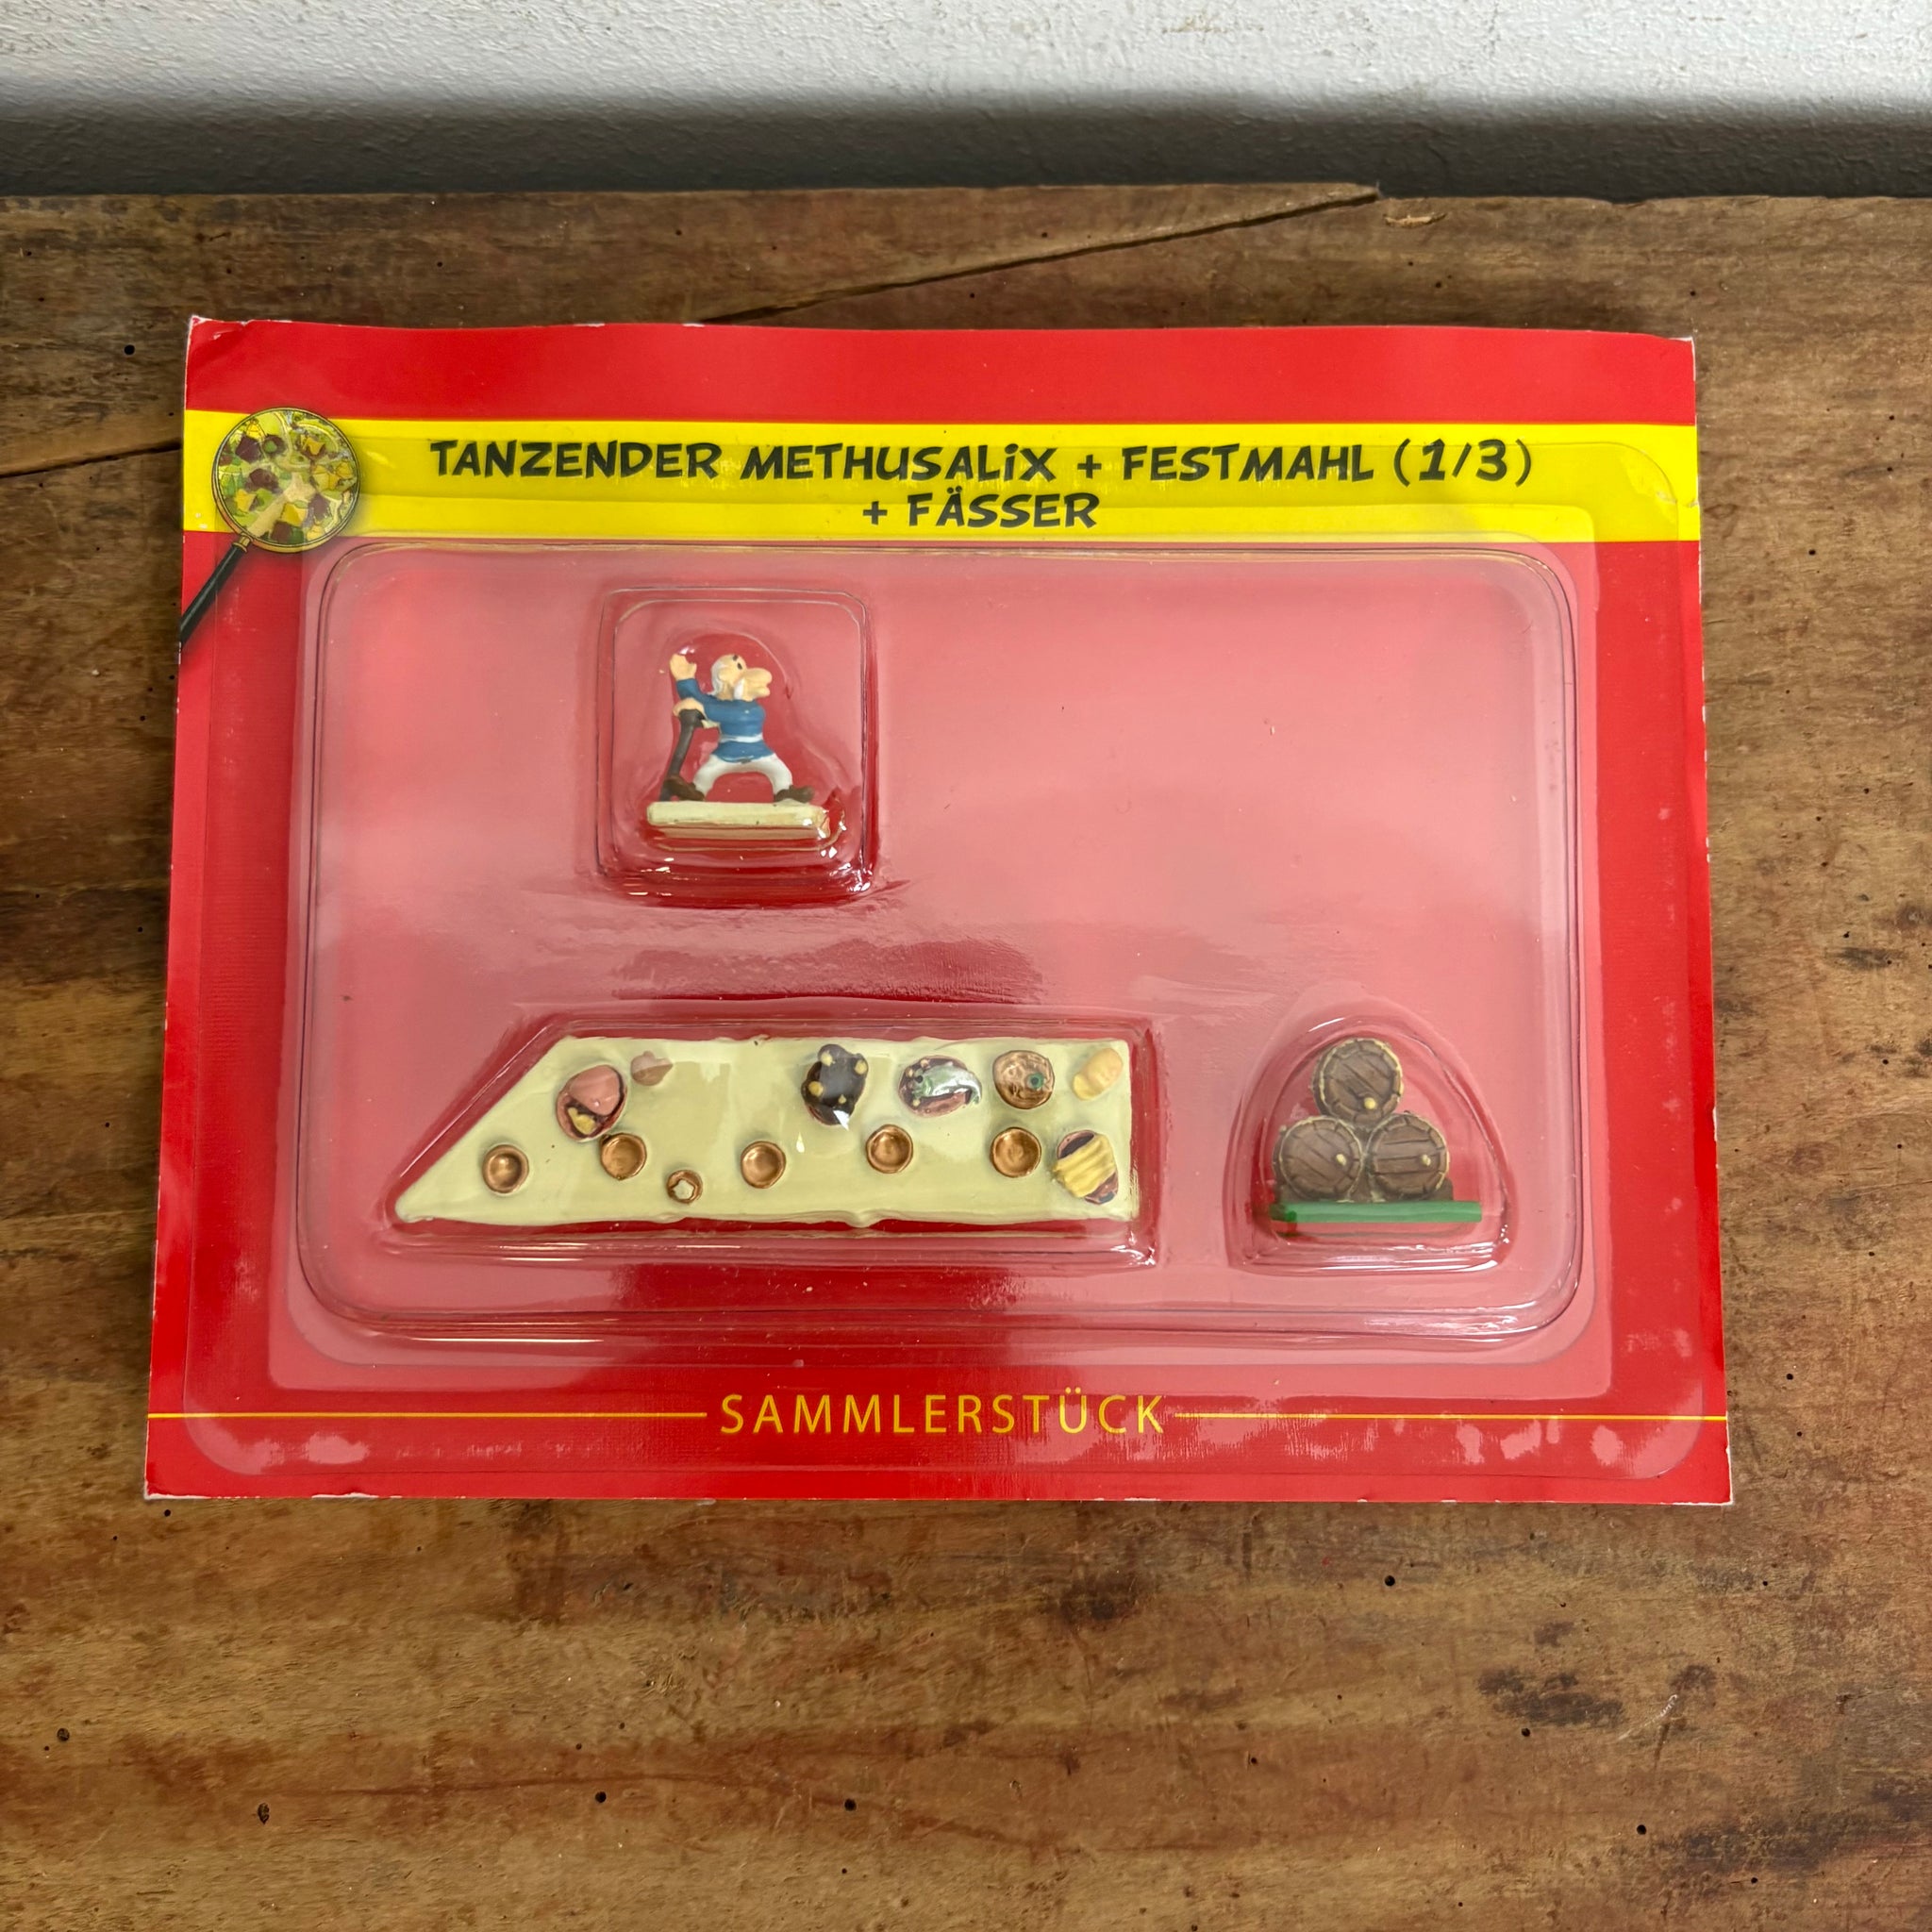 TANZENDER METHUSALiX + FESTMAHL (1/3)
+ FÄSSER
SAMMLERSTÜCK